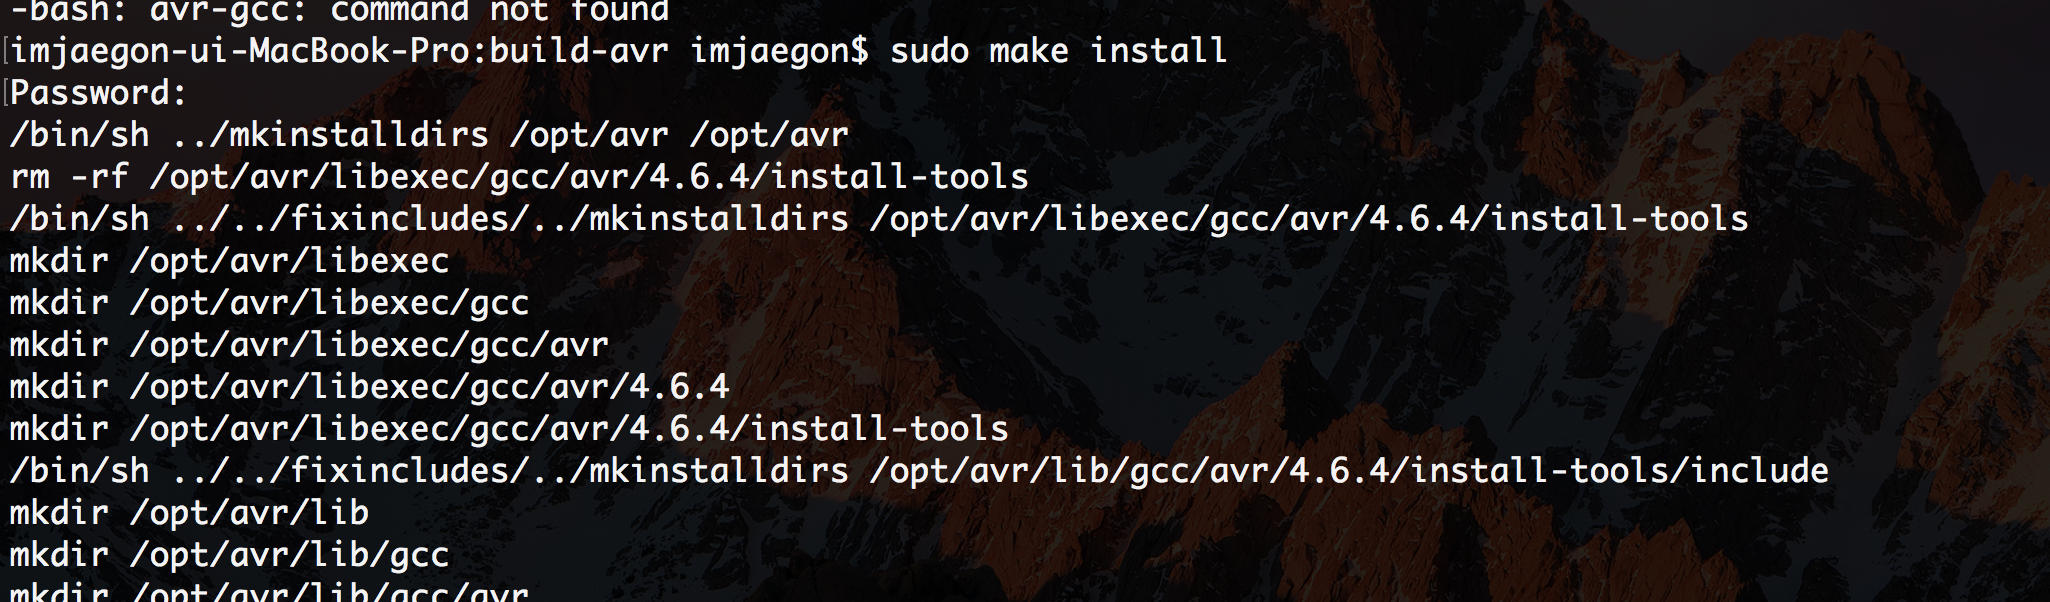 -bash: avr-gcc: command not found
[imjaegon-ui-MacBook-Pro:build-avr imjaegon$ sudo make install
[Password:
/bin/sh ../mkinstalldirs /opt/avr /opt/avr
rm -rf /opt/avr/libexec/gcc/avr/4.6.4/install-tools
/bin/sh ../../fixincludes/../mkinstalldirs /opt/avr/libexec/gcc/avr/4.6.4/install-tools
mkdir /opt/avr/libexec
mkdir /opt/avr/libexec/gcc
mkdir /opt/avr/libexec/gcc/avr
mkdir /opt/avr/libexec/gcc/avr/4.6.4
mkdir /opt/avr/libexec/gcc/avr/4.6.4/install-tools
/bin/sh ../../fixincludes/../mkinstalldirs /opt/avr/lib/gcc/avr/4.6.4/install-tools/include
mkdir /opt/avr/lib
mkdir /opt/avr/lib/gcc
mkdir /opt/avr/lib/gcc/avr